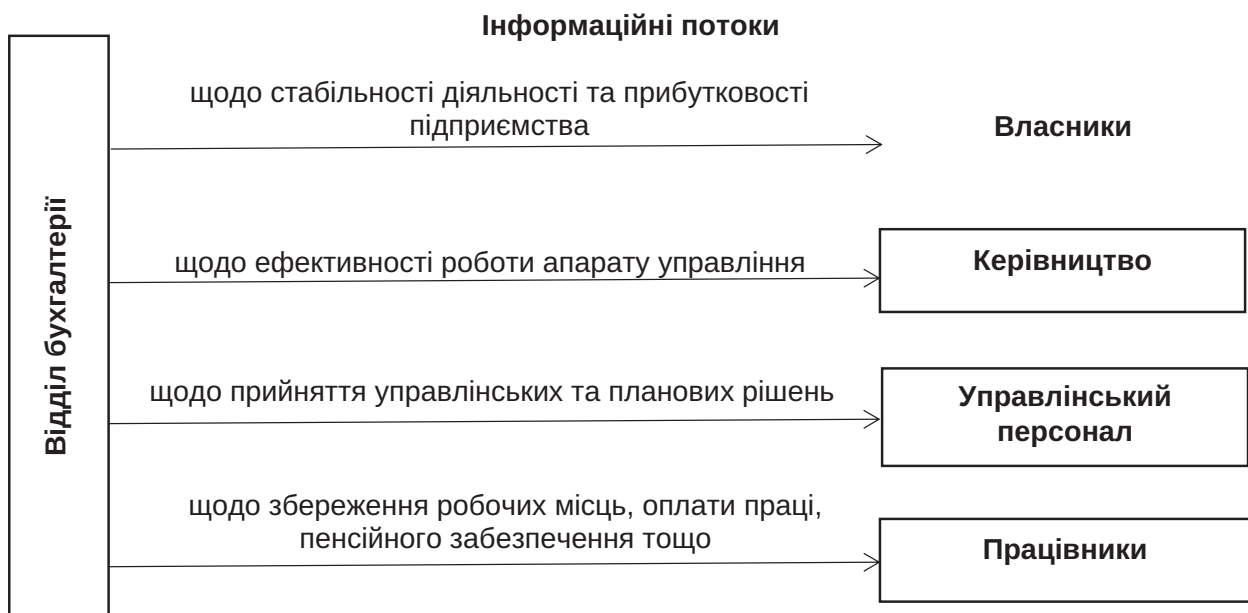 Інформаційні потоки
Відділ бухгалтерії
щодо стабільності діяльності та прибутковості
підприємства
Власники
щодо ефективності роботи апарату управління
Керівництво
щодо прийняття управлінських та планових рішень
Управлінський
персонал
щодо збереження робочих місць, оплати праці,
пенсійного забезпечення тощо
Працівники